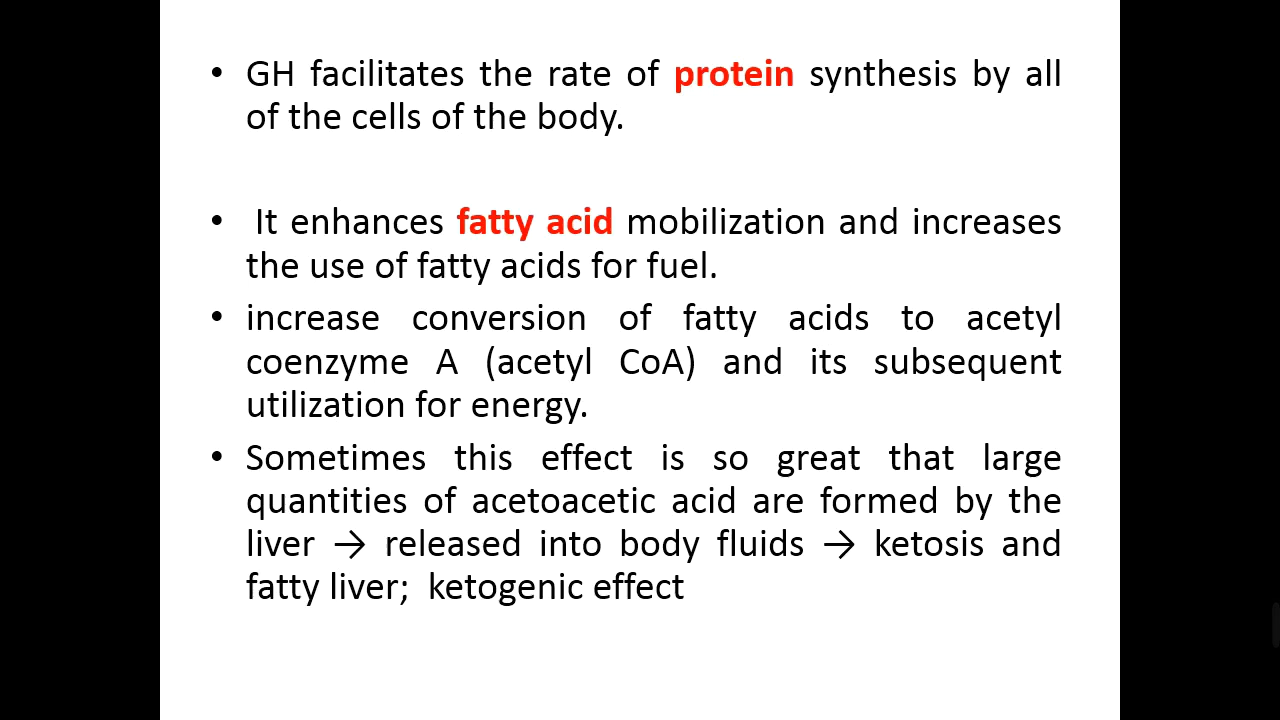 • GH facilitates the rate of protein synthesis by all
of the cells of the body.
• It enhances fatty acid mobilization and increases
the use of fatty acids for fuel.
• increase conversion of fatty acids to acetyl
coenzyme A (acetyl CoA) and its subsequent
utilization for energy.
• Sometimes this effect is so great that large
quantities of acetoacetic acid are formed by the
liver → released into body fluids → ketosis and
fatty liver; ketogenic effect